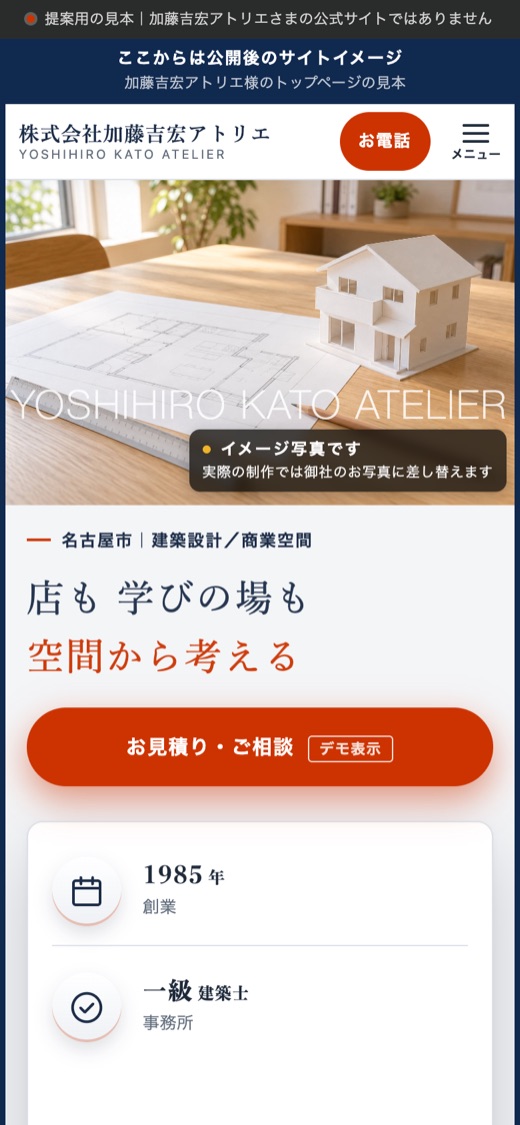 提案用の見本｜加藤吉宏アトリエさまの公式サイトではありません
ここからは公開後のサイトイメージ
加藤吉宏アトリエ様のトップページの見本
株式会社加藤吉宏アトリエ
YOSHIHIRO KATO ATELIER
お電話
メニュー
YOSHIHIRO KATO ATELIER
イメージ写真です
実際の制作では御社のお写真に差し替えます
名古屋市｜建築設計／商業空間
店も 学びの場も
空間から考える
お見積り・ご相談 デモ表示
1985 年
創業
一級 建築士
事務所